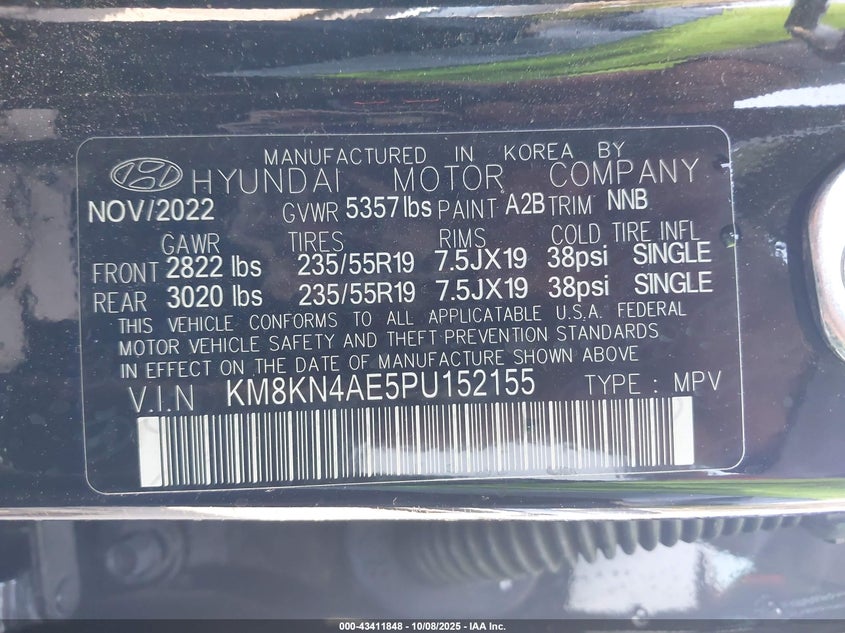 MANUFACTURED IN KOREA BY
HYUNDAI MOTOR COMPANY
NOV/2022 GVWR 5357lbs PAINT A2B TRIM NNB
GAWR TIRES RIMS COLD TIRE INFL
FRONT 2822 lbs 235/55R19 7.5JX19 38psi SINGLE
REAR 3020 lbs 235/55R19 7.5JX19 38psi SINGLE
THIS VEHICLE CONFORMS TO ALL APPLICATABLE U.S.A. FEDERAL
MOTOR VEHICLE SAFETY AND THEFT PREVENTION STANDARDS
IN EFFECT ON THE DATE OF MANUFACTURE SHOWN ABOVE
V.I.N KM8KN4AE5PU152155 TYPE : MPV
000-43411848 - 10/08/2025 - IAA Inc.